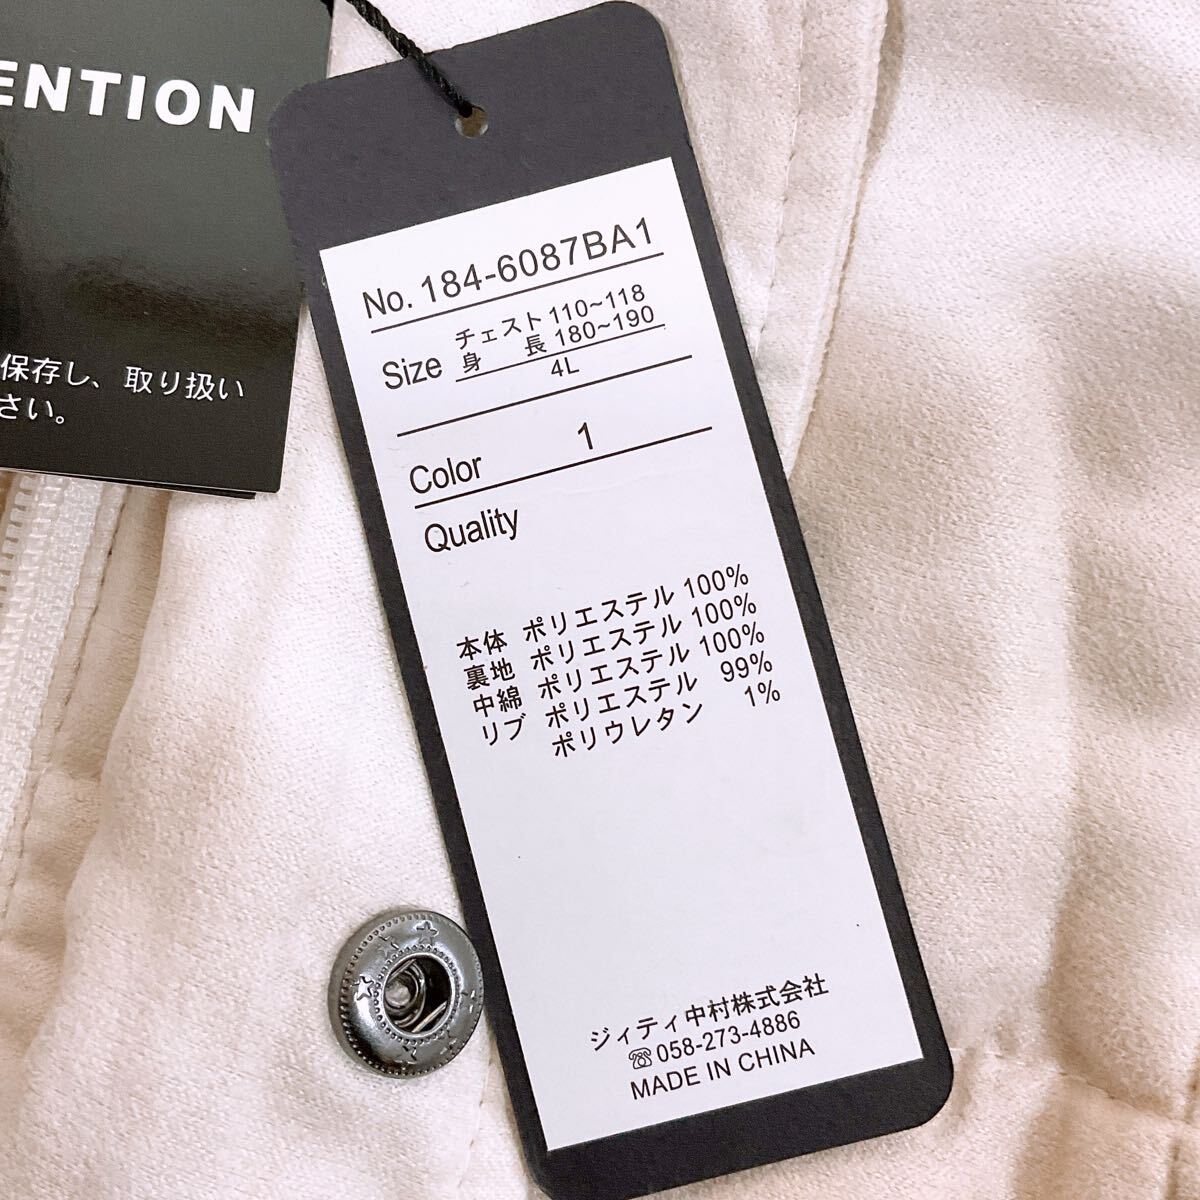 ENTION
保存し、取り扱い
さい。
No. 184-6087BA1
Size チェスト 110~118
身 長 180~190
4L
Color 1
Quality
本体 ポリエステル 100%
裏地 ポリエステル 100%
中綿 ポリエステル 100%
リブ ポリエステル 99%
ポリウレタン 1%
ジィティ中村株式会社
☏058-273-4886
MADE IN CHINA